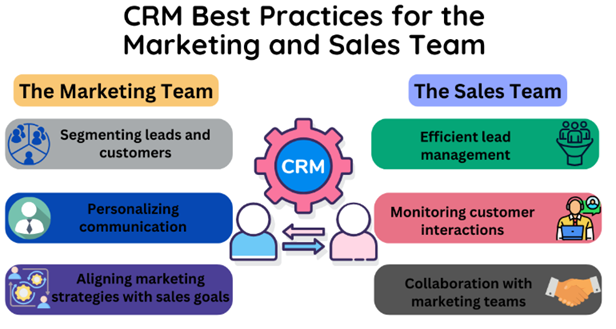 CRM Best Practices for the
Marketing and Sales Team
The Marketing Team
Segmenting leads and
customers
Personalizing
communication
Aligning marketing
strategies with sales goals
CRM
The Sales Team
Efficient lead
management
Monitoring customer
interactions
Collaboration with
marketing teams